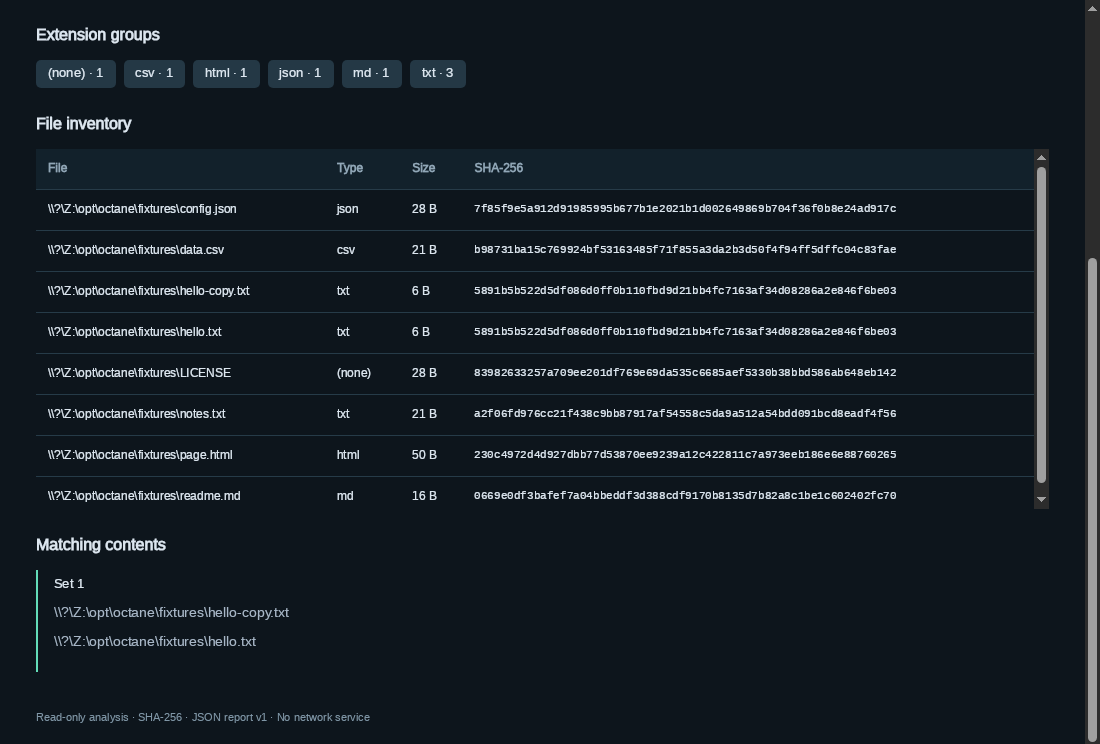 Extension groups
(none) · 1 csv · 1 html · 1 json · 1 md · 1 txt · 3
File inventory
File Type Size SHA-256
\\?\Z:\opt\octane\fixtures\config.json json 28 B 7f85f9e5a912d91985995b677b1e2021b1d002649869b704f36f0b8e24ad917c
\\?\Z:\opt\octane\fixtures\data.csv csv 21 B b98731ba15c769924bf53163485f71f855a3da2b3d50f4f94ff5dffc04c83fae
\\?\Z:\opt\octane\fixtures\hello-copy.txt txt 6 B 5891b5b522d5df086d0ff0b110fbd9d21bb4fc7163af34d08286a2e846f6be03
\\?\Z:\opt\octane\fixtures\hello.txt txt 6 B 5891b5b522d5df086d0ff0b110fbd9d21bb4fc7163af34d08286a2e846f6be03
\\?\Z:\opt\octane\fixtures\LICENSE (none) 28 B 83982633257a709ee201df769e69da535c6685aef5330b38bbd586ab648eb142
\\?\Z:\opt\octane\fixtures\notes.txt txt 21 B a2f06fd976cc21f438c9bb87917af54558c5da9a512a54bdd091bcd8eadf4f56
\\?\Z:\opt\octane\fixtures\page.html html 50 B 230c4972d4d927dbb77d53870ee9239a12c422811c7a973eeb186e6e88760265
\\?\Z:\opt\octane\fixtures\readme.md md 16 B 0669e0df3bafef7a04bbeddf3d388cdf9170b8135d7b82a8c1be1c602402fc70
Matching contents
Set 1
\\?\Z:\opt\octane\fixtures\hello-copy.txt
\\?\Z:\opt\octane\fixtures\hello.txt
Read-only analysis · SHA-256 · JSON report v1 · No network service